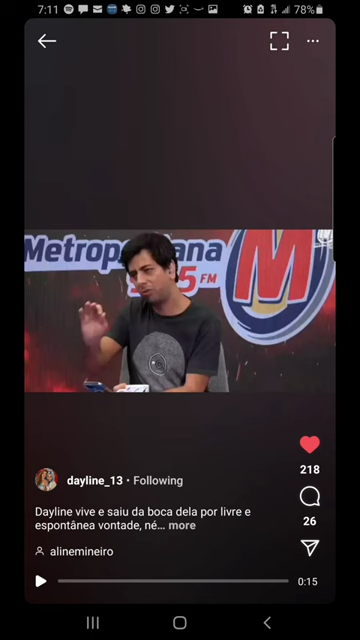 7:11
78%
Metropolitana
5 FM
M
dayline_13 • Following
Dayline vive e saiu da boca dela por livre e
espontânea vontade, né... more
alinemineiro
218
26
0:15